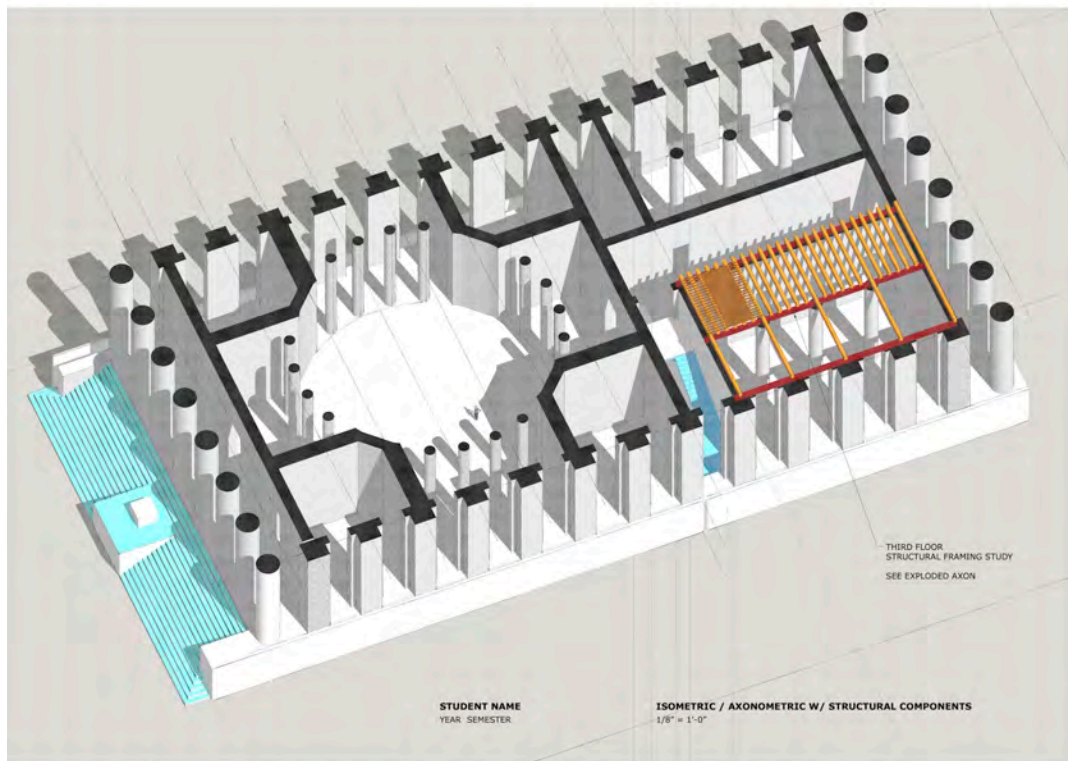 THIRD FLOOR
STRUCTURAL FRAMING STUDY
SEE EXPLODED AXON
STUDENT NAME
YEAR SEMESTER
ISOMETRIC / AXONOMETRIC W/ STRUCTURAL COMPONENTS
1/8" = 1'-0"